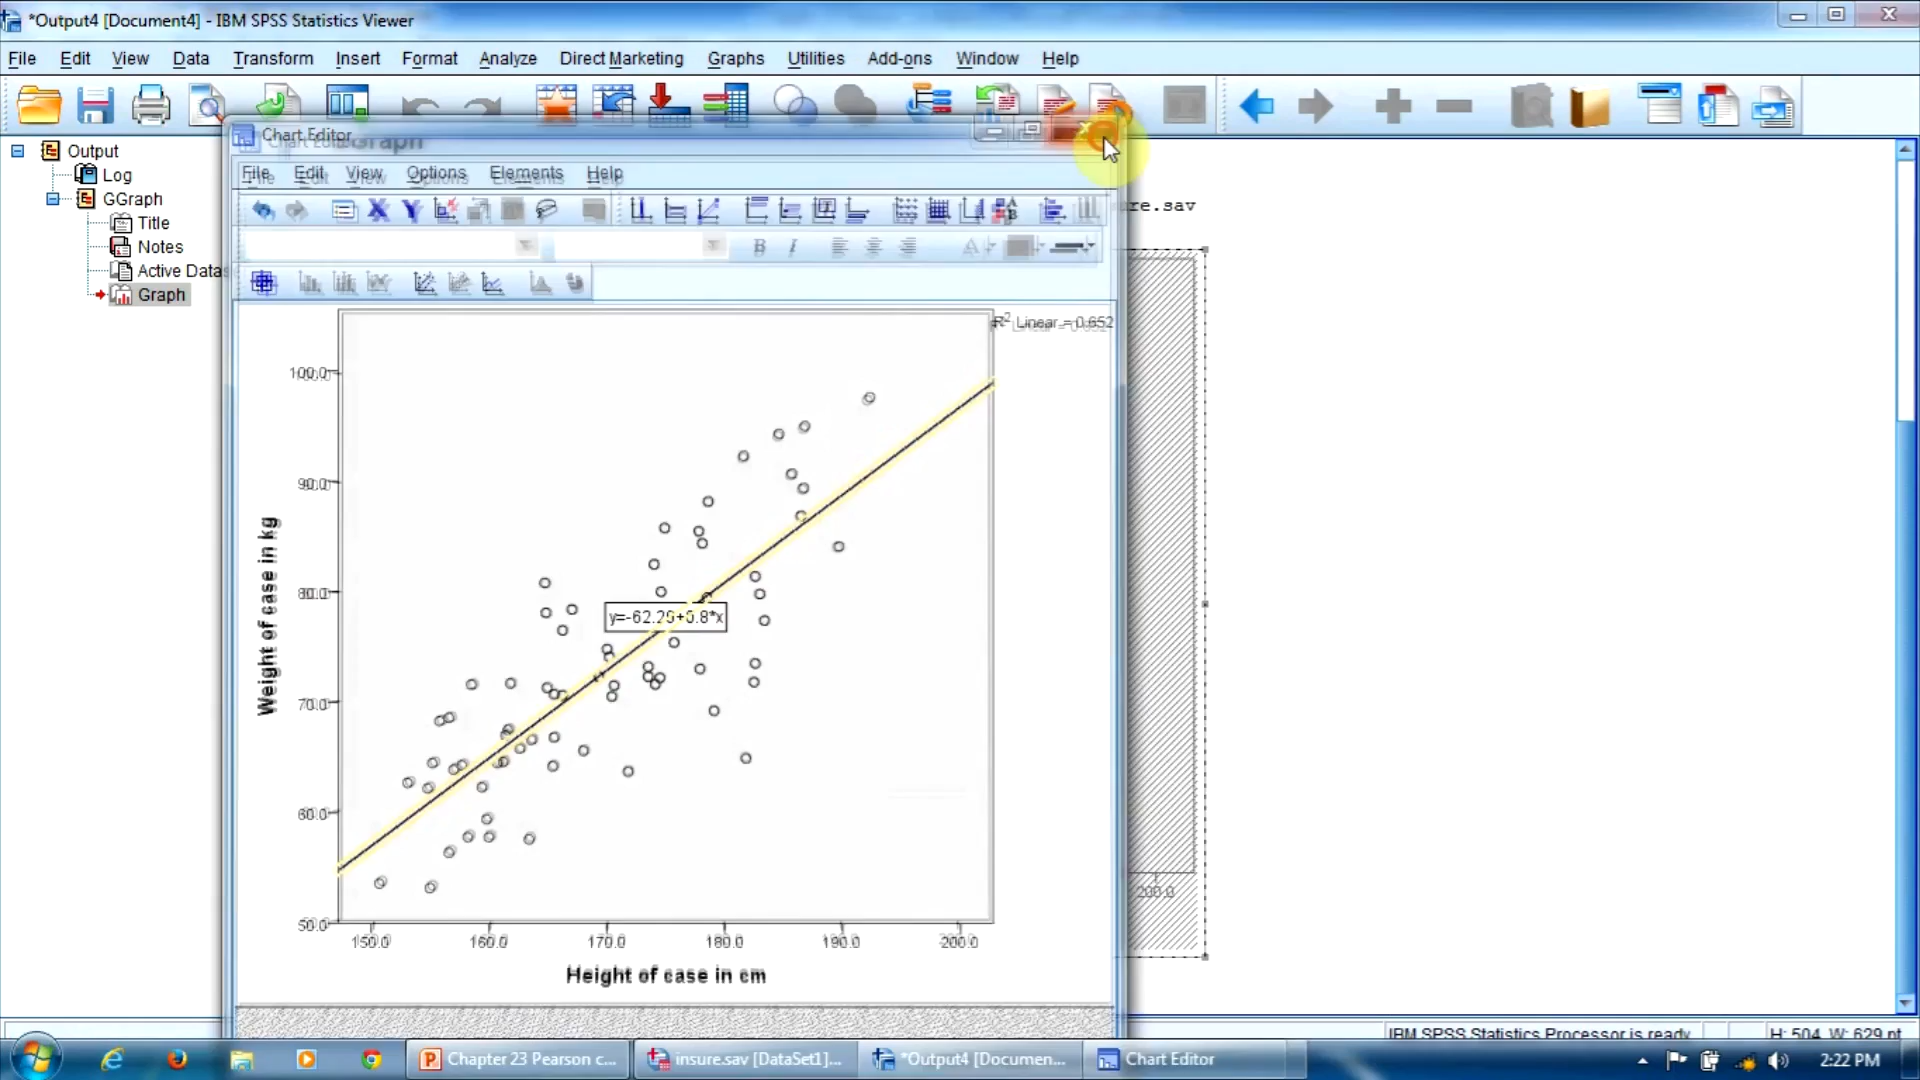 *Output4 [Document4] - IBM SPSS Statistics Viewer
File Edit View Data Transform Insert Format Analyze Direct Marketing Graphs Utilities Add-ons Window Help
Output
Log
GGraph
Title
Notes
Active Datas
Graph
Chart Editor
Graph
File Edit View Options Elements Help
ure.sav
B I
R² Linear = 0.652
100.0
90.0
80.0
70.0
60.0
50.0
Weight of case in kg
150.0 160.0 170.0 180.0 190.0 200.0
Height of case in cm
200.0
IBM SPSS Statistics Processor is ready
H: 504, W: 629 pt.
Chapter 23 Pearson c...
insure.sav [DataSet1]...
*Output4 [Documen...
Chart Editor
2:22 PM